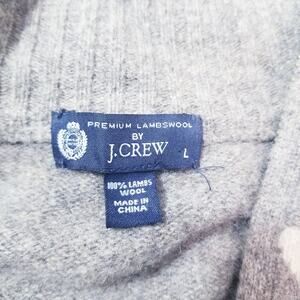 PREMIUM LAMBSWOOL
BY
J.CREW L
100% LAMBS
WOOL
MADE IN
CHINA